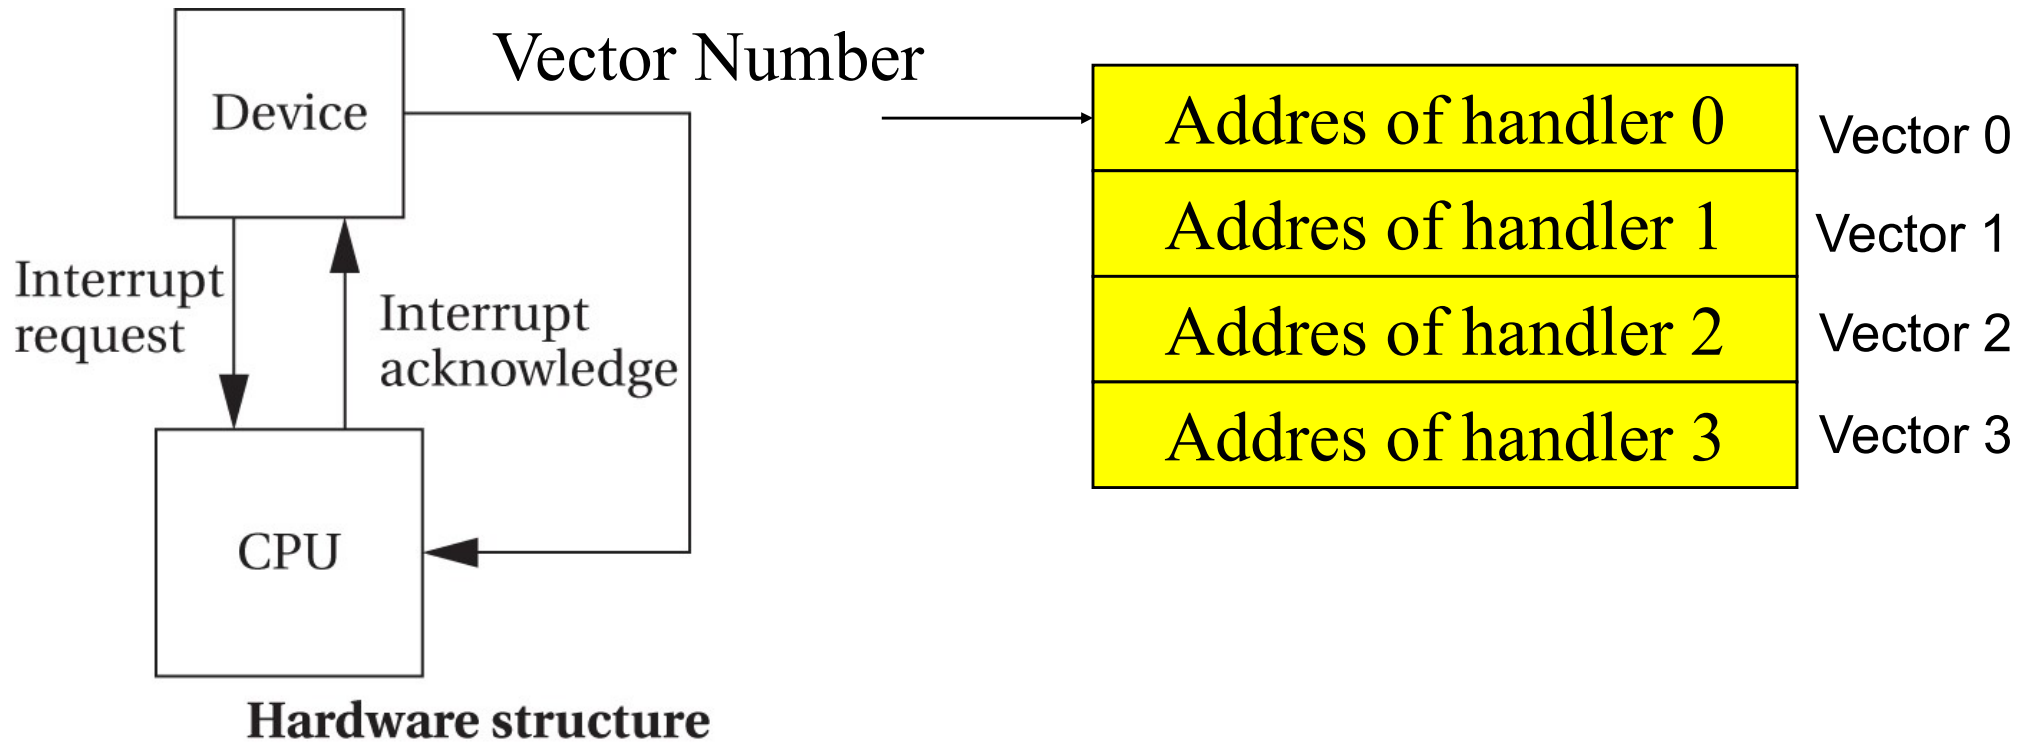 Vector Number
Device
Interrupt
request
Interrupt
acknowledge
CPU
Hardware structure
Addres of handler 0
Vector 0
Addres of handler 1
Vector 1
Addres of handler 2
Vector 2
Addres of handler 3
Vector 3